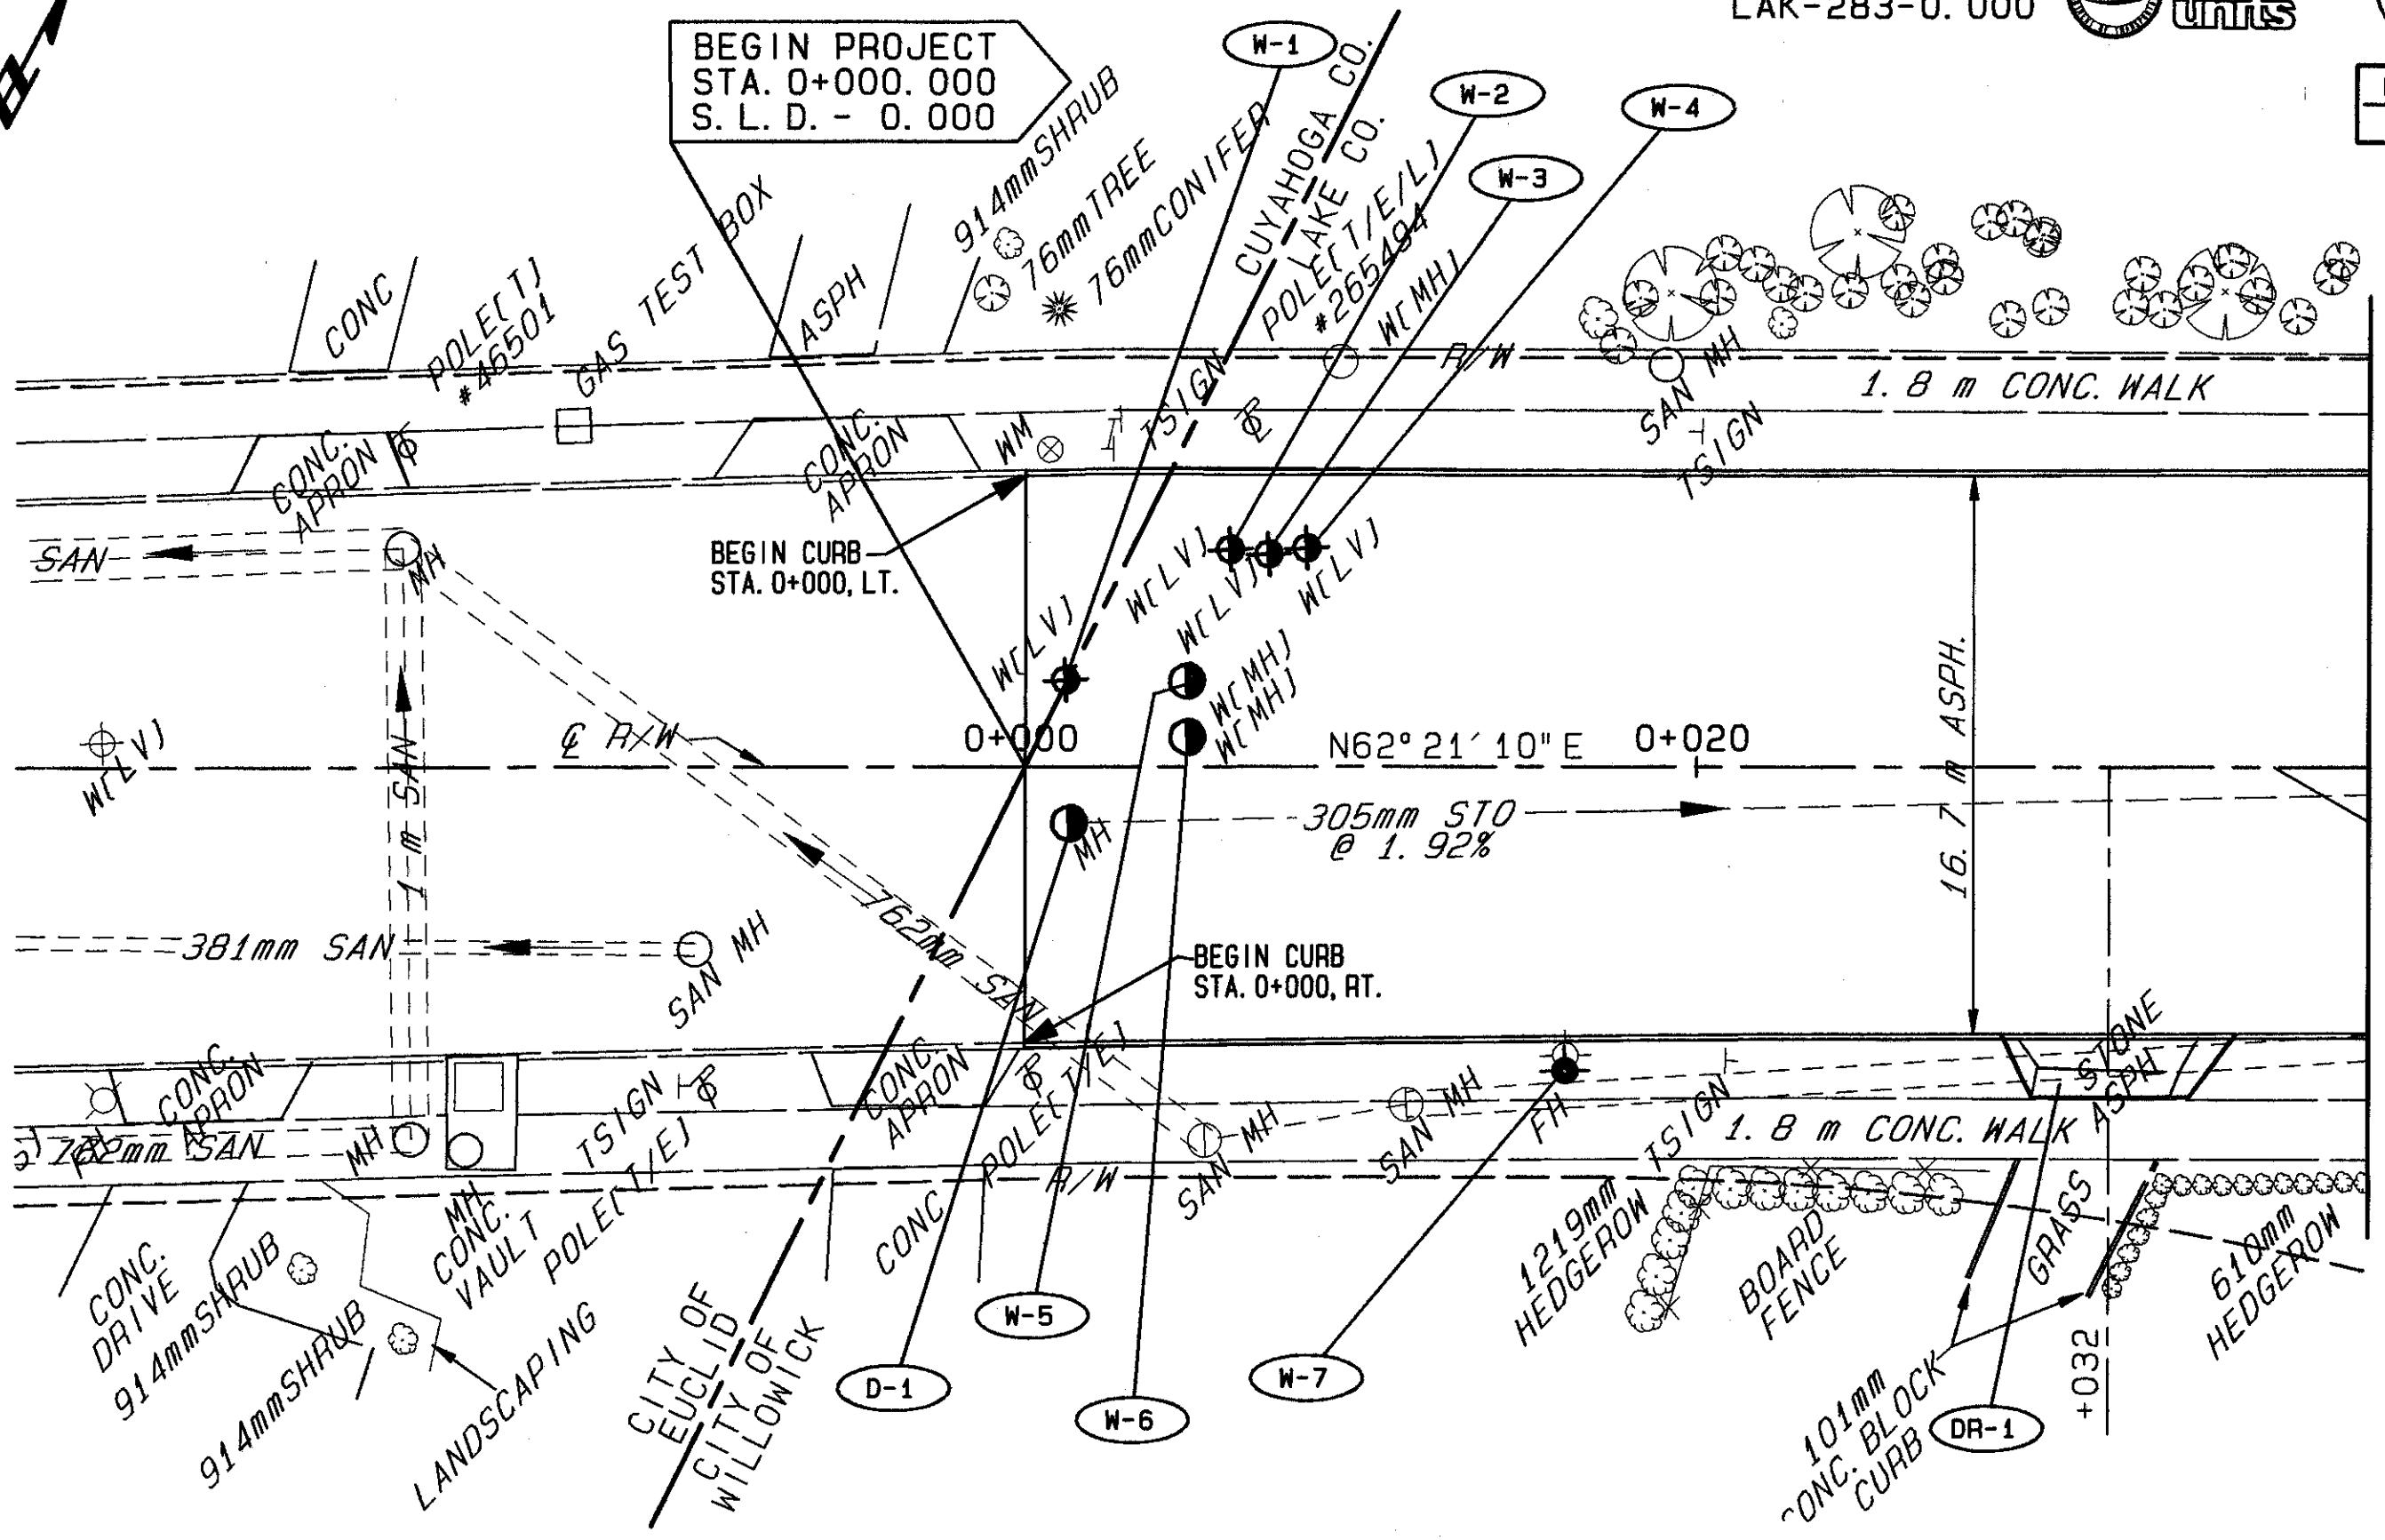 LAK-283-0.000
units
BEGIN PROJECT
STA. 0+000.000
S.L.D. - 0.000
W-1
W-2
W-4
W-3
914mmSHRUB
76mmTREE
76mmCONIFER
CUYAHOGA CO.
LAKE CO.
POLE[T/E/L]
#265494
W[MH]
CONC
POLE[T]
#46501
GAS TEST BOX
ASPH
TSIGN
R/W
SAN MH
TSIGN
1.8 m CONC. WALK
CONC.
APRON
CONC.
APRON
WM
SAN
MH
BEGIN CURB
STA. 0+000, LT.
W[LV]
W[LV]
W[LV]
W[LV]
W[MH]
W[MH]
W[LV]
1 m SAN
℄ R/W
0+000
N62°21'10"E
0+020
16.7 m ASPH.
MH
305mm STO
@ 1.92%
762mm SAN
381mm SAN
SAN MH
BEGIN CURB
STA. 0+000, RT.
CONC.
APRON
762mm SAN
MH
TSIGN
CONC.
APRON
POLE[T/E]
SAN MH
SAN MH
FH
TSIGN
STONE
ASPH
1.8 m CONC. WALK
R/W
MH
CONC.
VAULT
POLE[T/E]
CONC
CONC.
DRIVE
914mmSHRUB
914mmSHRUB
LANDSCAPING
CITY OF
EUCLID
CITY OF
WILLOWICK
D-1
W-5
W-6
W-7
1219mm
HEDGEROW
BOARD
FENCE
GRASS
610mm
HEDGEROW
101mm
CONC. BLOCK
CURB
DR-1
+032